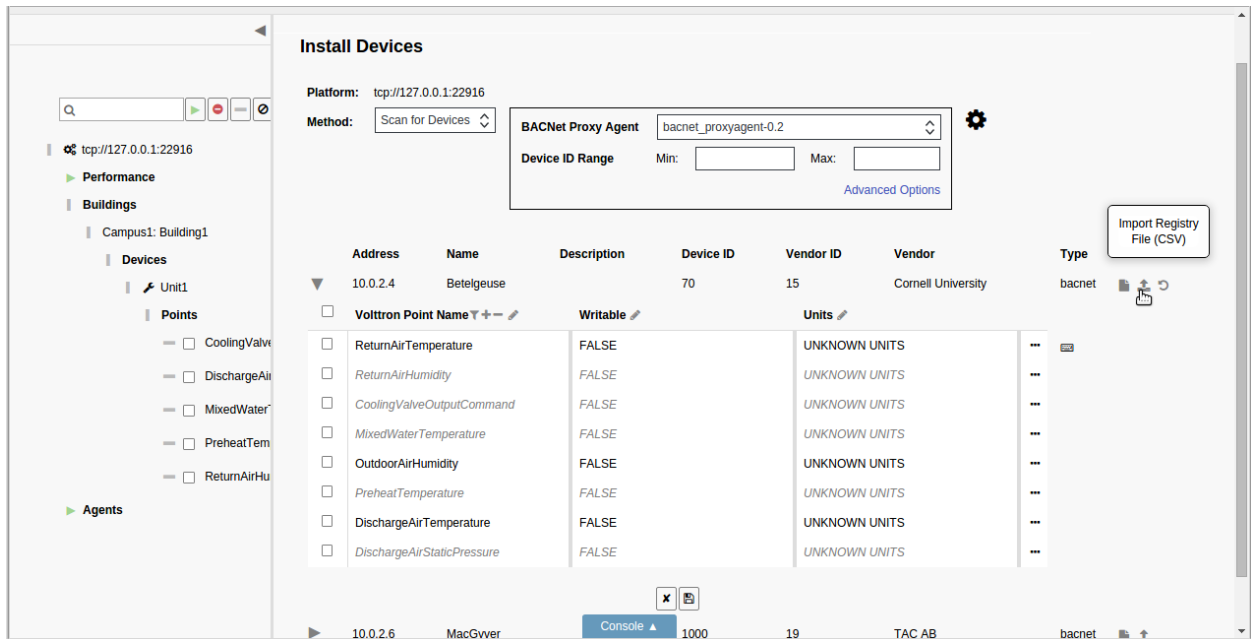 Install Devices
Platform: tcp://127.0.0.1:22916
Method: Scan for Devices
BACNet Proxy Agent bacnet_proxyagent-0.2
Device ID Range Min: Max:
Advanced Options
tcp://127.0.0.1:22916
Performance
Buildings
Campus1: Building1
Devices
Unit1
Points
CoolingValve
DischargeAir
MixedWaterT
PreheatTem
ReturnAirHu
Agents
Import Registry
File (CSV)
Address Name Description Device ID Vendor ID Vendor Type
10.0.2.4 Betelgeuse 70 15 Cornell University bacnet
Volttron Point Name Writable Units
ReturnAirTemperature FALSE UNKNOWN UNITS
ReturnAirHumidity FALSE UNKNOWN UNITS
CoolingValveOutputCommand FALSE UNKNOWN UNITS
MixedWaterTemperature FALSE UNKNOWN UNITS
OutdoorAirHumidity FALSE UNKNOWN UNITS
PreheatTemperature FALSE UNKNOWN UNITS
DischargeAirTemperature FALSE UNKNOWN UNITS
DischargeAirStaticPressure FALSE UNKNOWN UNITS
Console ▲
10.0.2.6 MacGyver 1000 19 TAC AB bacnet